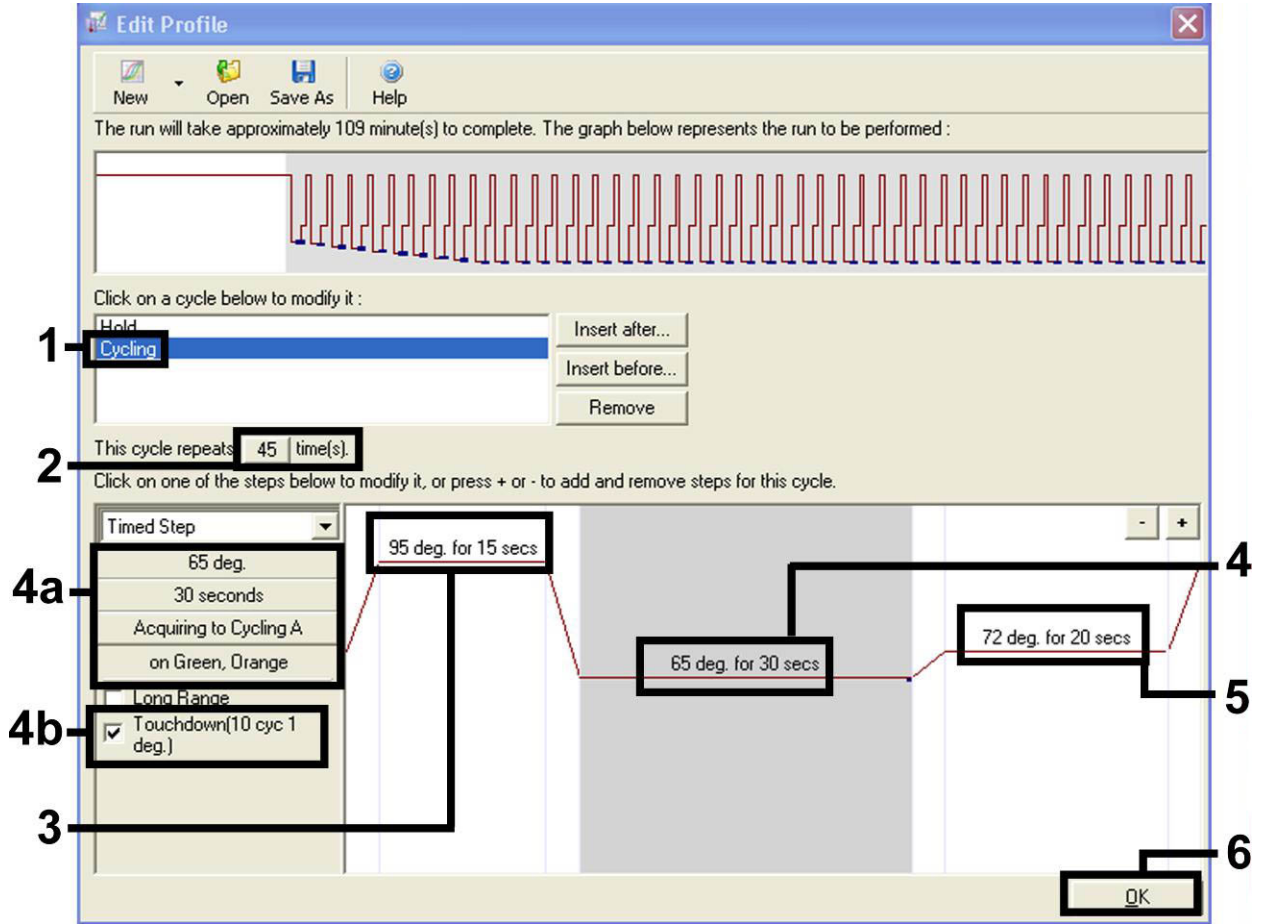 Edit Profile
New Open Save As Help
The run will take approximately 109 minute(s) to complete. The graph below represents the run to be performed :
Click on a cycle below to modify it :
Hold
1
Cycling
Insert after...
Insert before...
Remove
This cycle repeats 45 time(s).
2
Click on one of the steps below to modify it, or press + or - to add and remove steps for this cycle.
Timed Step
- +
4a
65 deg.
30 seconds
Acquiring to Cycling A
on Green, Orange
Long Range
4b
Touchdown(10 cyc 1
deg.)
3
95 deg. for 15 secs
4
65 deg. for 30 secs
72 deg. for 20 secs
5
6
OK